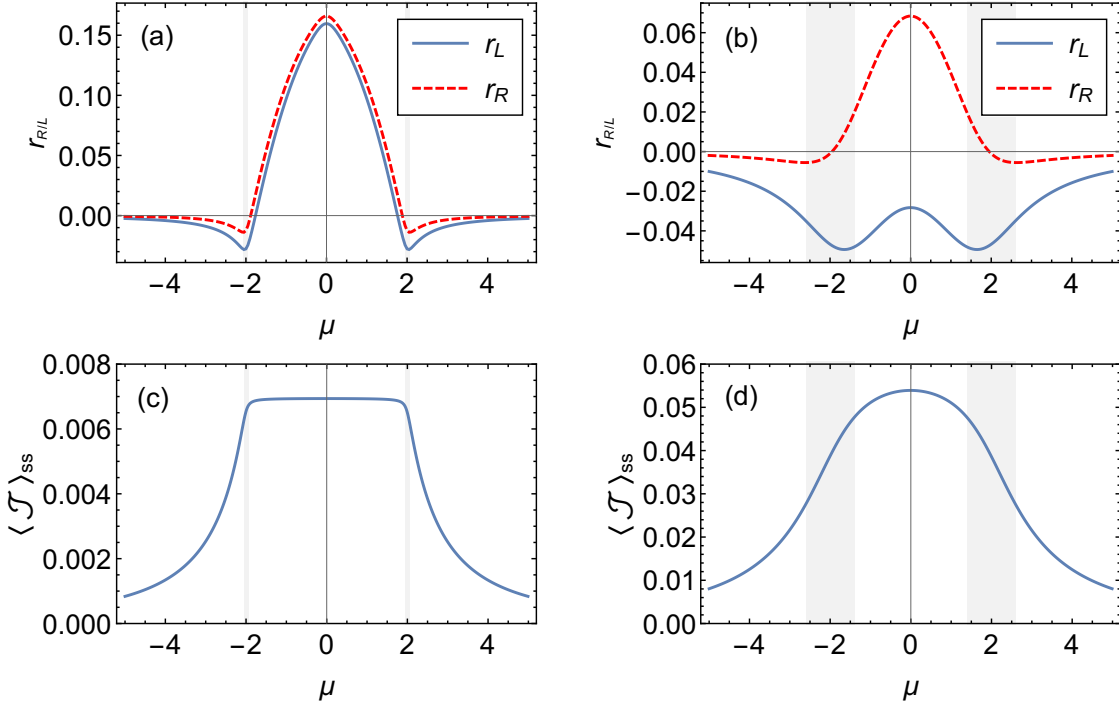 (a)
r_L
r_R
0.15
0.10
0.05
0.00
r_{R/L}
−4 −2 0 2 4
μ
(b)
r_L
r_R
0.06
0.04
0.02
0.00
−0.02
−0.04
r_{R/L}
−4 −2 0 2 4
μ
(c)
0.008
0.006
0.004
0.002
0.000
⟨𝒥⟩_{ss}
−4 −2 0 2 4
μ
(d)
0.06
0.05
0.04
0.03
0.02
0.01
0.00
⟨𝒥⟩_{ss}
−4 −2 0 2 4
μ